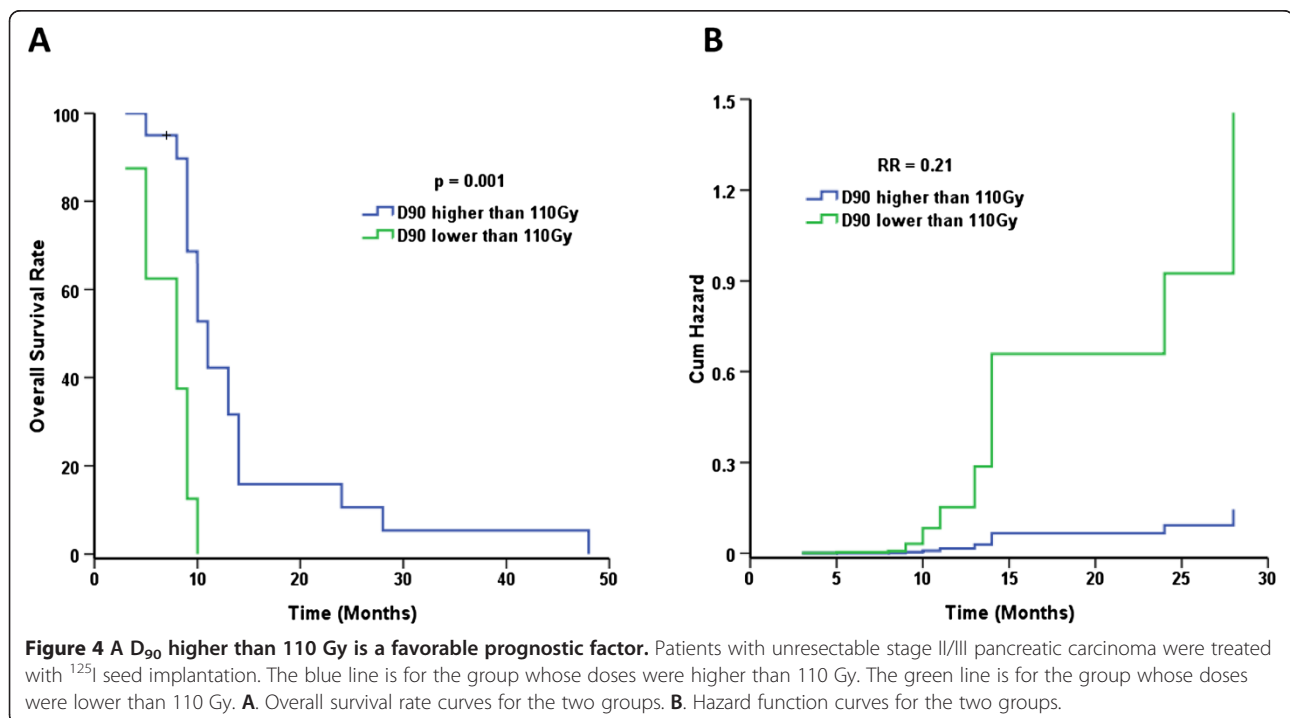 A
100
80
60
40
20
0
Overall Survival Rate
p = 0.001
D90 higher than 110Gy
D90 lower than 110Gy
0 10 20 30 40 50
Time (Months)
B
1.5
1.2
0.9
0.6
0.3
0
Cum Hazard
RR = 0.21
D90 higher than 110Gy
D90 lower than 110Gy
0 5 10 15 20 25 30
Time (Months)
Figure 4 A D₉₀ higher than 110 Gy is a favorable prognostic factor. Patients with unresectable stage II/III pancreatic carcinoma were treated
with ¹²⁵I seed implantation. The blue line is for the group whose doses were higher than 110 Gy. The green line is for the group whose doses
were lower than 110 Gy. A. Overall survival rate curves for the two groups. B. Hazard function curves for the two groups.